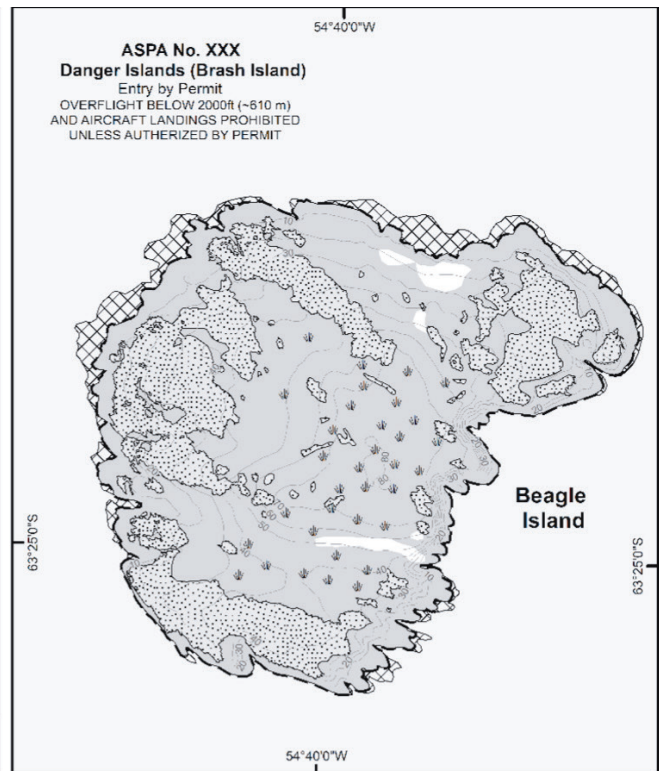 54°40'0"W
ASPA No. XXX
Danger Islands (Brash Island)
Entry by Permit
OVERFLIGHT BELOW 2000ft (~610 m)
AND AIRCRAFT LANDINGS PROHIBITED
UNLESS AUTHERIZED BY PERMIT
Beagle
Island
63°25'0"S
63°25'0"S
54°40'0"W